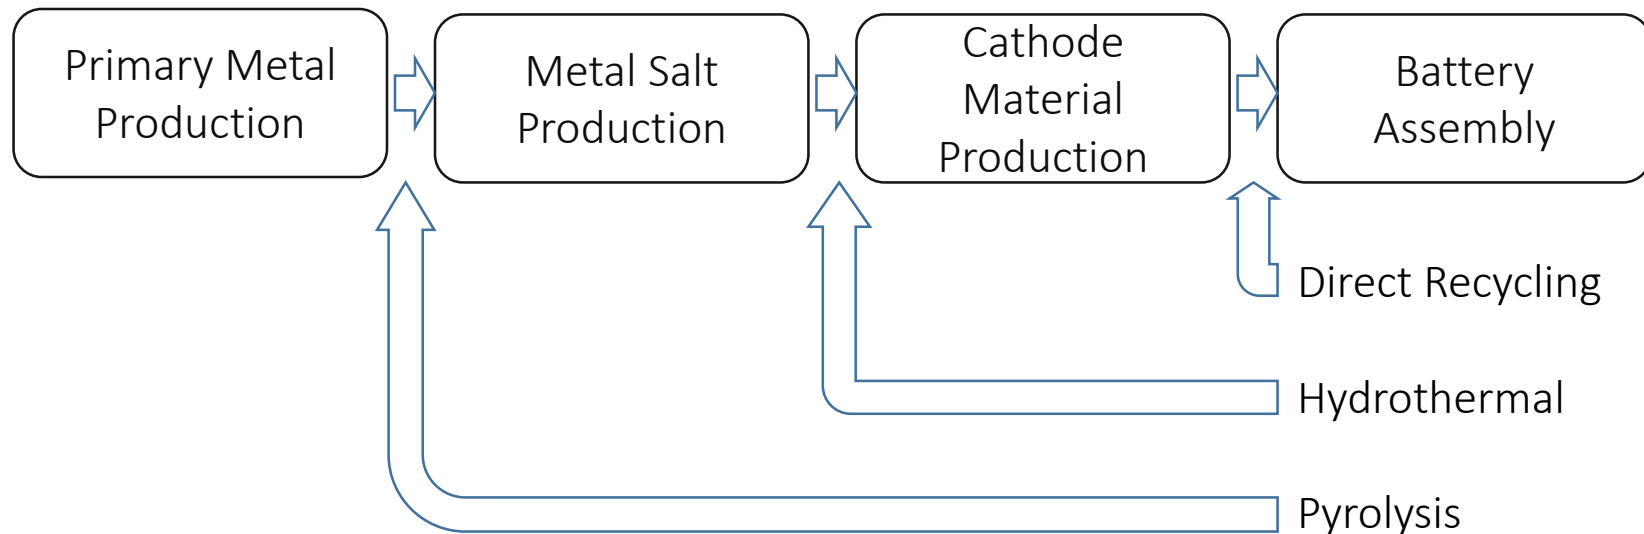 Primary Metal
Production
Metal Salt
Production
Cathode
Material
Production
Battery
Assembly
Direct Recycling
Hydrothermal
Pyrolysis